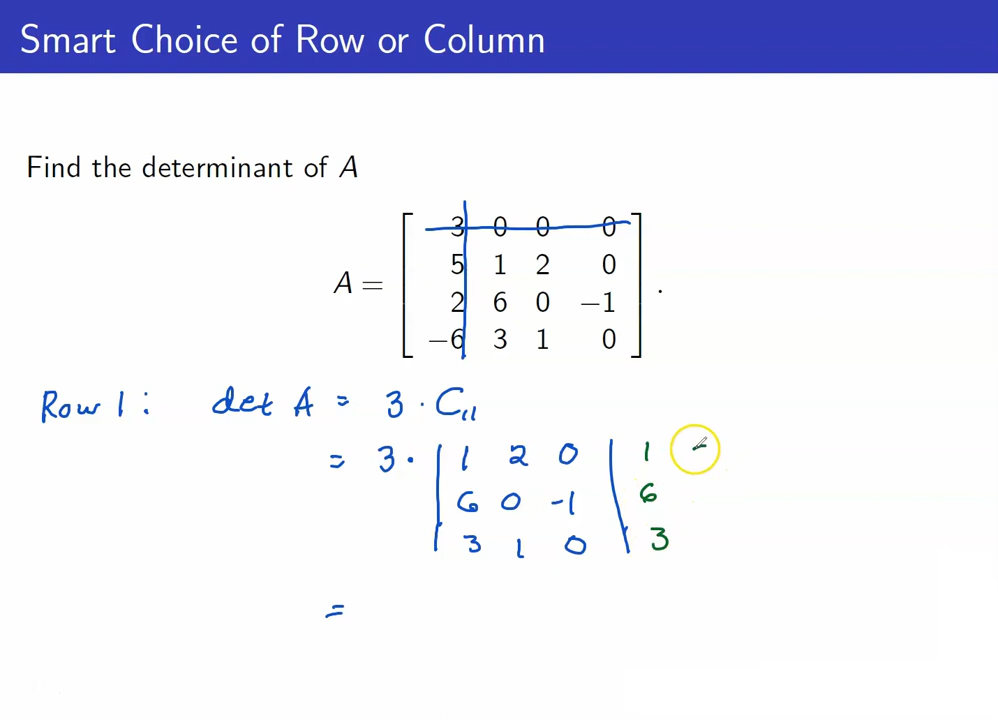 Smart Choice of Row or Column
Find the determinant of A
3 0 0 0
5 1 2 0
A = 2 6 0 −1 .
−6 3 1 0
Row 1: det A = 3 · C₁₁
= 3 · | 1 2 0 | 1
6 0 -1 6
3 1 0 3
=